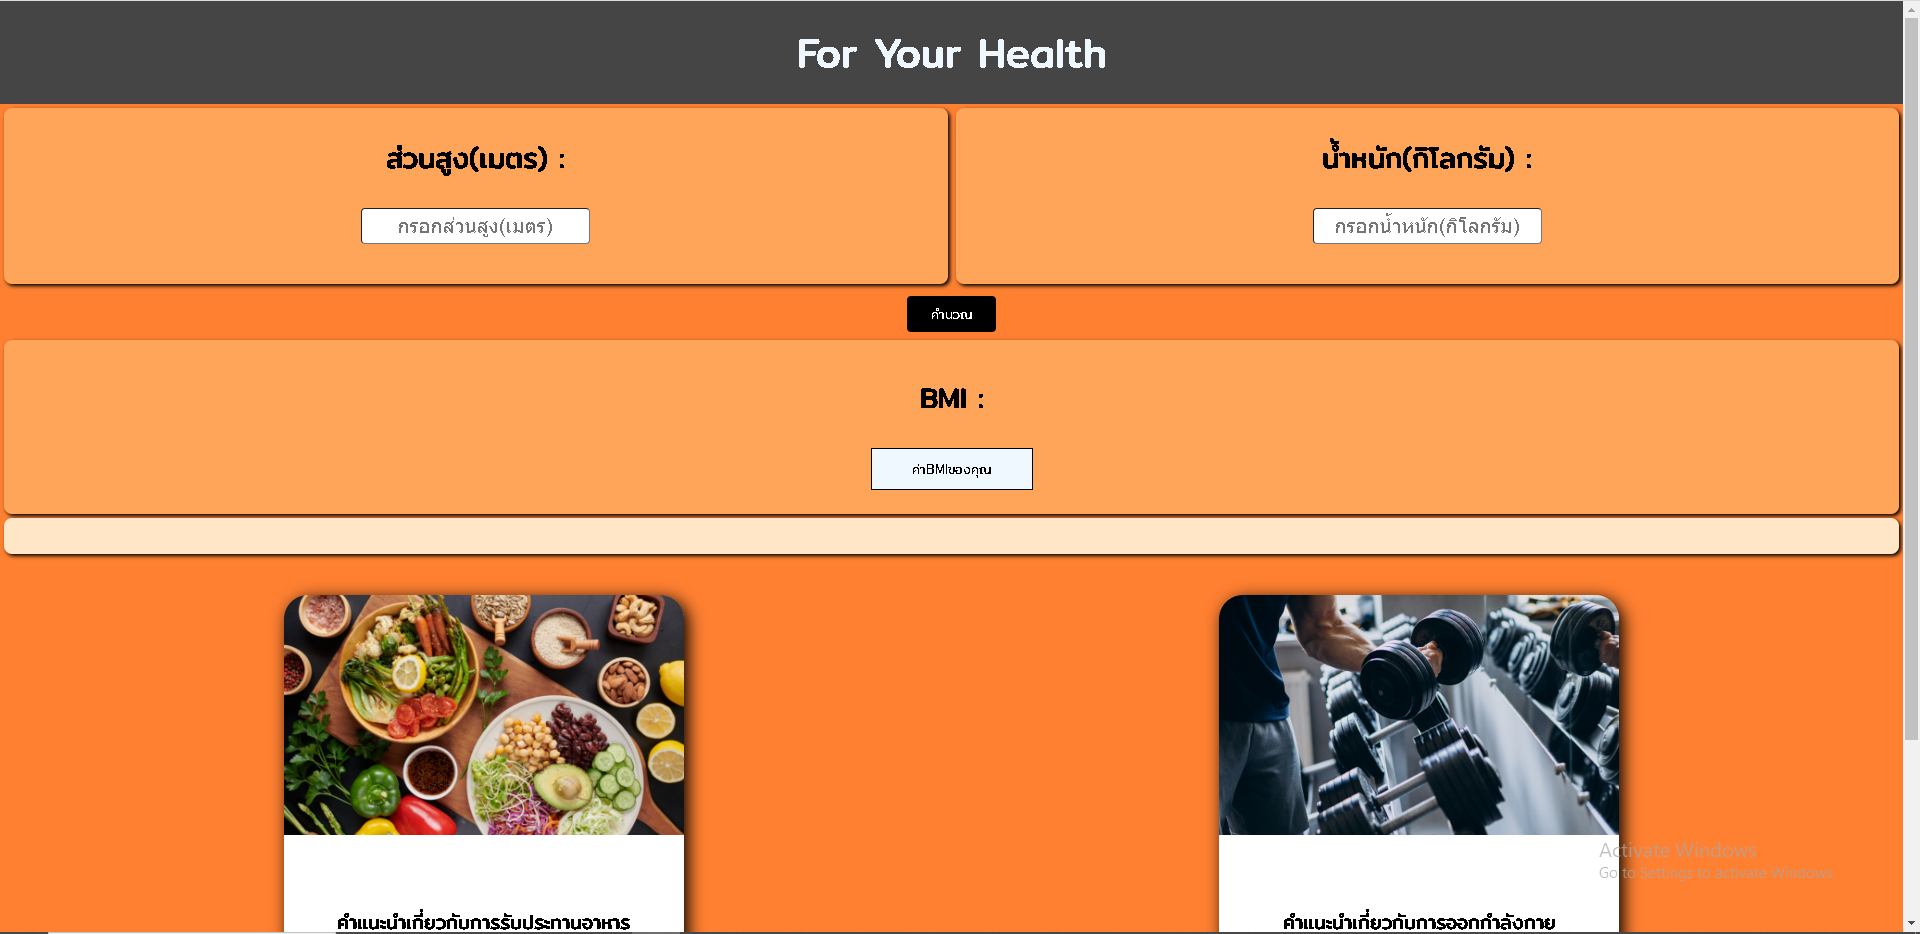 For Your Health
ส่วนสูง(เมตร) :
น้ำหนัก(กิโลกรัม) :
กรอกส่วนสูง(เมตร)
กรอกน้ำหนัก(กิโลกรัม)
คำนวณ
BMI :
ค่าBMIของคุณ
Activate Windows
Go to Settings to activate Windows.
คำแนะนำเกี่ยวกับการรับประทานอาหาร
คำแนะนำเกี่ยวกับการออกกำลังกาย